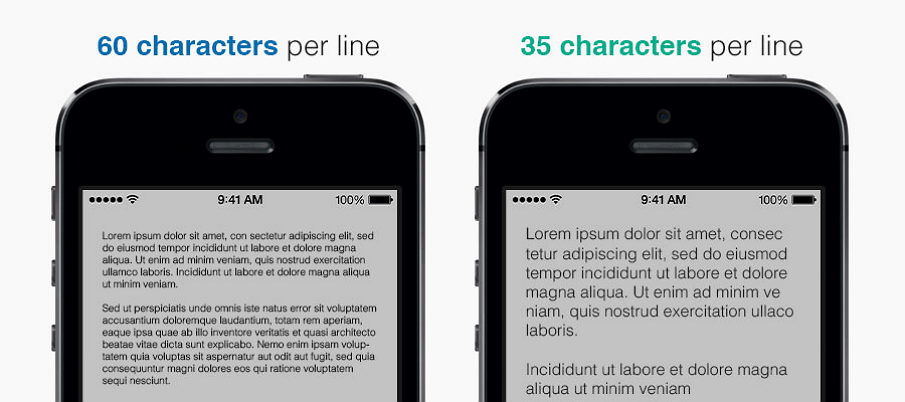 60 characters per line
9:41 AM
100%
Lorem ipsum dolor sit amet, con sectetur adipiscing elit, sed
do eiusmod tempor incididunt ut labore et dolore magna
aliqua. Ut enim ad minim veniam, quis nostrud exercitation
ullamco laboris. Incididunt ut labore et dolore magna aliqua
ut minim veniam.
Sed ut perspiciatis unde omnis iste natus error sit voluptatem
accusantium doloremque laudantium, totam rem aperiam,
eaque ipsa quae ab illo inventore veritatis et quasi architecto
beatae vitae dicta sunt explicabo. Nemo enim ipsam volup-
tatem quia voluptas sit aspernatur aut odit aut fugit, sed quia
consequuntur magni dolores eos qui ratione voluptatem
sequi nesciunt.
35 characters per line
9:41 AM
100%
Lorem ipsum dolor sit amet, consec
tetur adipiscing elit, sed do eiusmod
tempor incididunt ut labore et dolore
magna aliqua. Ut enim ad minim ve
niam, quis nostrud exercitation ullaco
laboris.
Incididunt ut labore et dolore magna
aliqua ut minim veniam